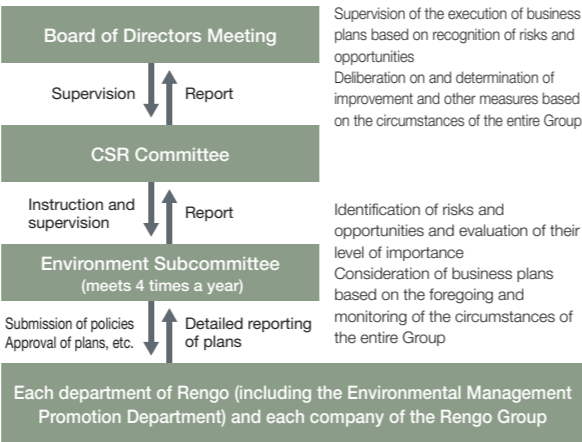 Board of Directors Meeting
Supervision of the execution of business
plans based on recognition of risks and
opportunities
Deliberation on and determination of
improvement and other measures based
on the circumstances of the entire Group
Supervision
Report
CSR Committee
Instruction and
supervision
Report
Identification of risks and
opportunities and evaluation of their
level of importance
Consideration of business plans
based on the foregoing and
monitoring of the circumstances of
the entire Group
Environment Subcommittee
(meets 4 times a year)
Submission of policies
Approval of plans, etc.
Detailed reporting
of plans
Each department of Rengo (including the Environmental Management
Promotion Department) and each company of the Rengo Group